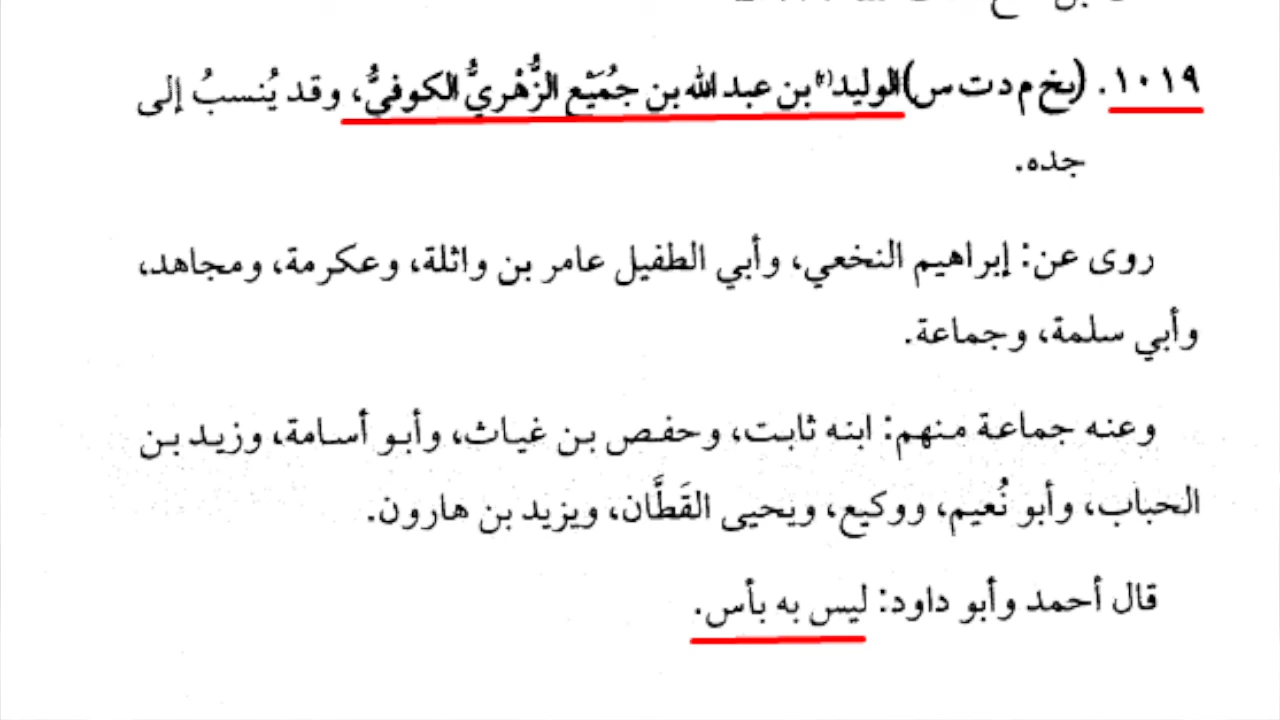 ١٠١٩. (بخ م د ت س) الوليد(٢) بن عبد الله بن جُمَيْع الزُّهْريُّ الكوفيُّ، وقد يُنسبُ إلى
جده.
روى عن: إبراهيم النخعي، وأبي الطفيل عامر بن واثلة، وعكرمة، ومجاهد،
وأبي سلمة، وجماعة.
وعنه جماعة منهم: ابنه ثابت، وحفص بن غياث، وأبو أسامة، وزيد بن
الحباب، وأبو نُعيم، ووكيع، ويحيى القَطَّان، ويزيد بن هارون.
قال أحمد وأبو داود: ليس به بأس.